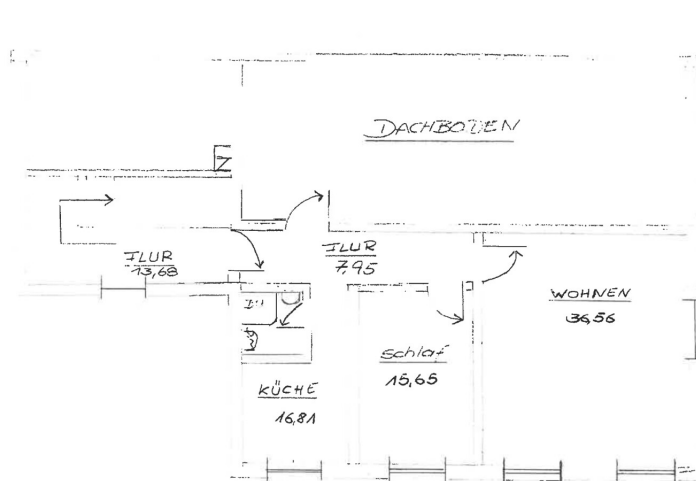 DACHBODEN
FLUR
13,68
FLUR
7,95
WOHNEN
36,56
Schlaf
15,65
KÜCHE
16,81